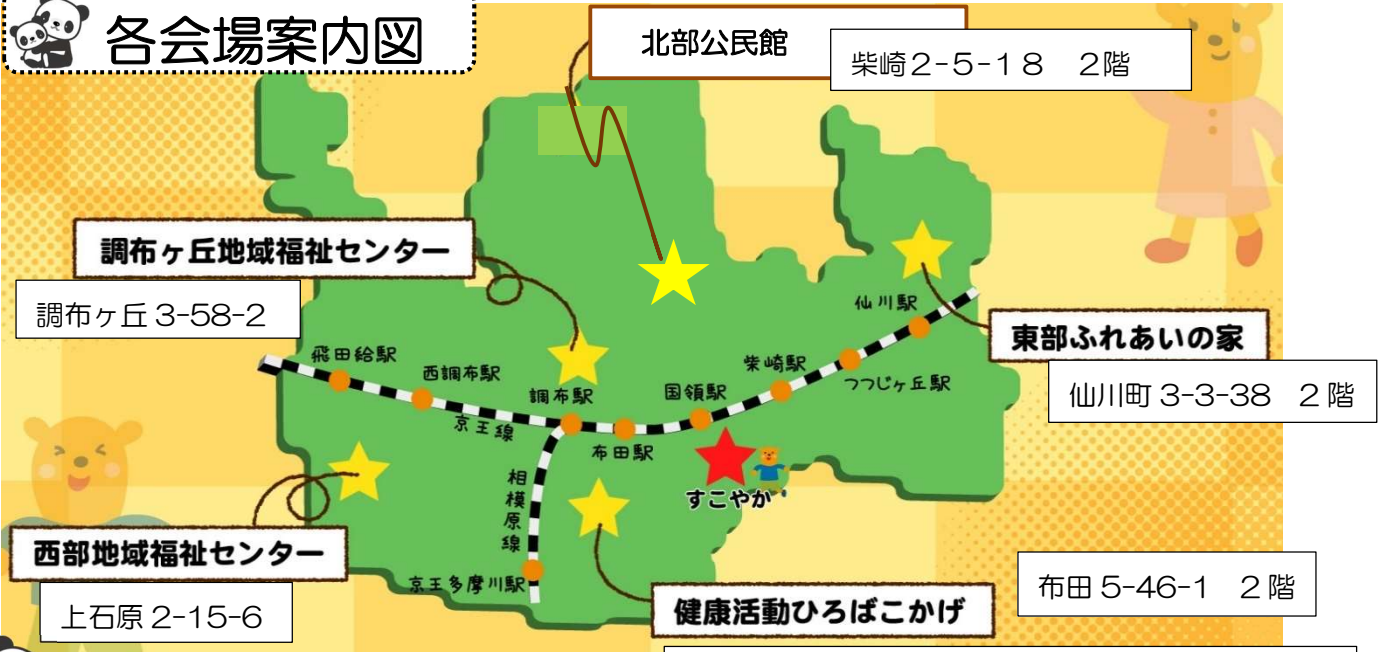 各会場案内図
北部公民館
柴崎2-5-18 2階
調布ヶ丘地域福祉センター
調布ヶ丘 3-58-2
仙川駅
東部ふれあいの家
仙川町 3-3-38 2階
飛田給駅
西調布駅
調布駅
国領駅
柴崎駅
つつじヶ丘駅
京王線
布田駅
相模原線
すこやか
西部地域福祉センター
上石原 2-15-6
京王多摩川駅
健康活動ひろばこかげ
布田 5-46-1 2階